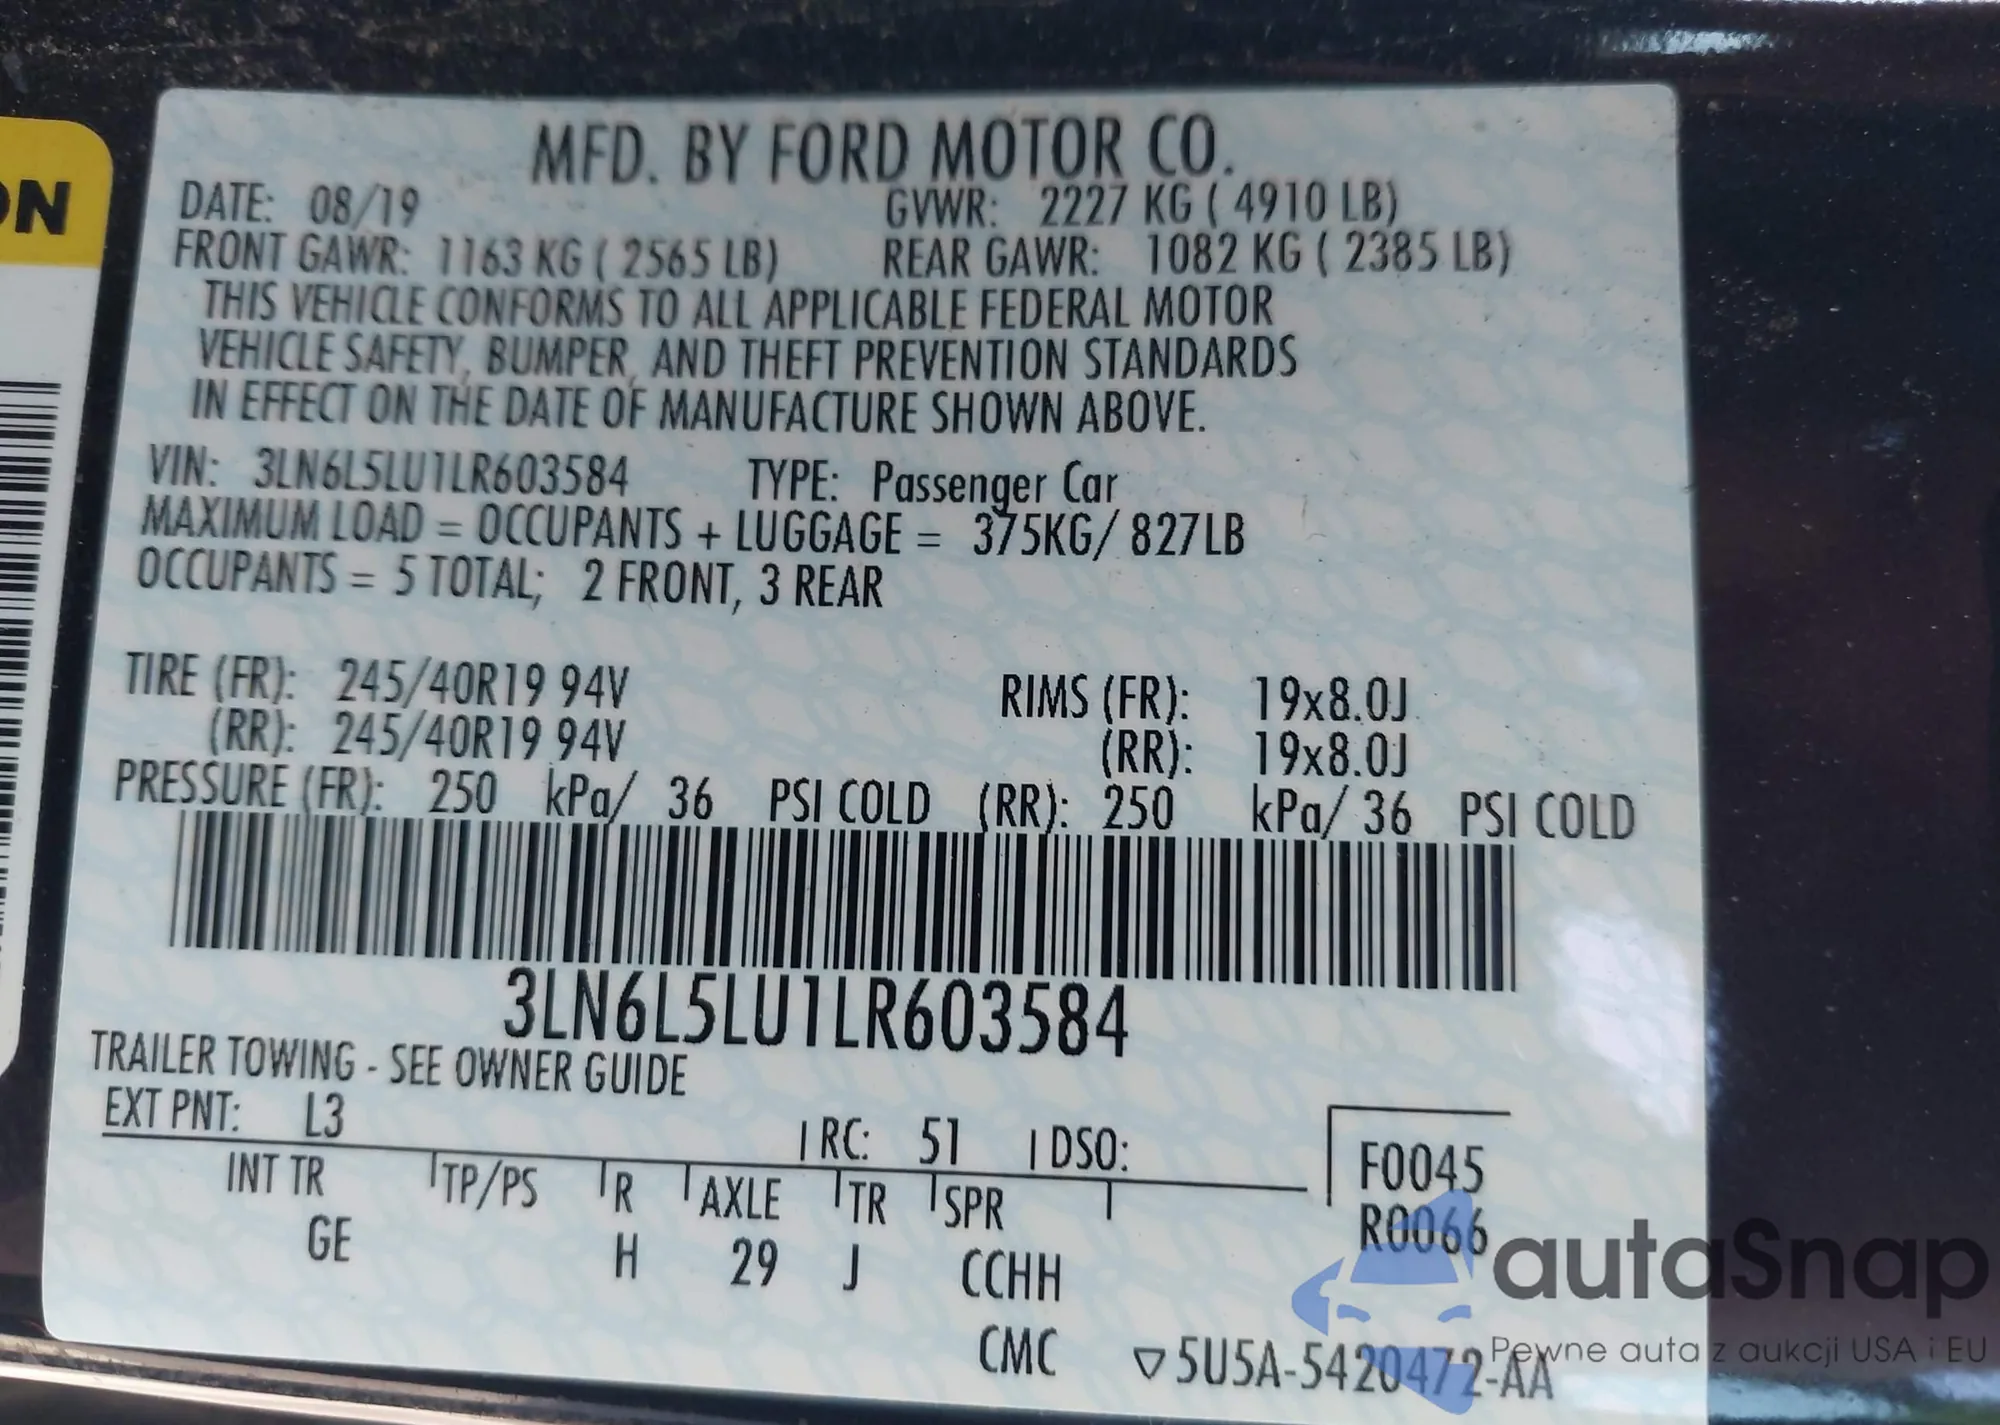 ON
MFD. BY FORD MOTOR CO.
DATE: 08/19 GVWR: 2227 KG ( 4910 LB)
FRONT GAWR: 1163 KG ( 2565 LB) REAR GAWR: 1082 KG ( 2385 LB)
THIS VEHICLE CONFORMS TO ALL APPLICABLE FEDERAL MOTOR
VEHICLE SAFETY, BUMPER, AND THEFT PREVENTION STANDARDS
IN EFFECT ON THE DATE OF MANUFACTURE SHOWN ABOVE.
VIN: 3LN6L5LU1LR603584 TYPE: Passenger Car
MAXIMUM LOAD = OCCUPANTS + LUGGAGE = 375KG/ 827LB
OCCUPANTS = 5 TOTAL; 2 FRONT, 3 REAR
TIRE (FR): 245/40R19 94V RIMS (FR): 19x8.0J
(RR): 245/40R19 94V (RR): 19x8.0J
PRESSURE (FR): 250 kPa/ 36 PSI COLD (RR): 250 kPa/ 36 PSI COLD
3LN6L5LU1LR603584
TRAILER TOWING - SEE OWNER GUIDE
EXT PNT: L3 RC: 51 DSO: F0045
INT TR TP/PS R AXLE TR SPR R0066
GE H 29 J CCHH
CMC ▽5U5A-5420472-AA
autaSnap
Pewne auta z aukcji USA i EU